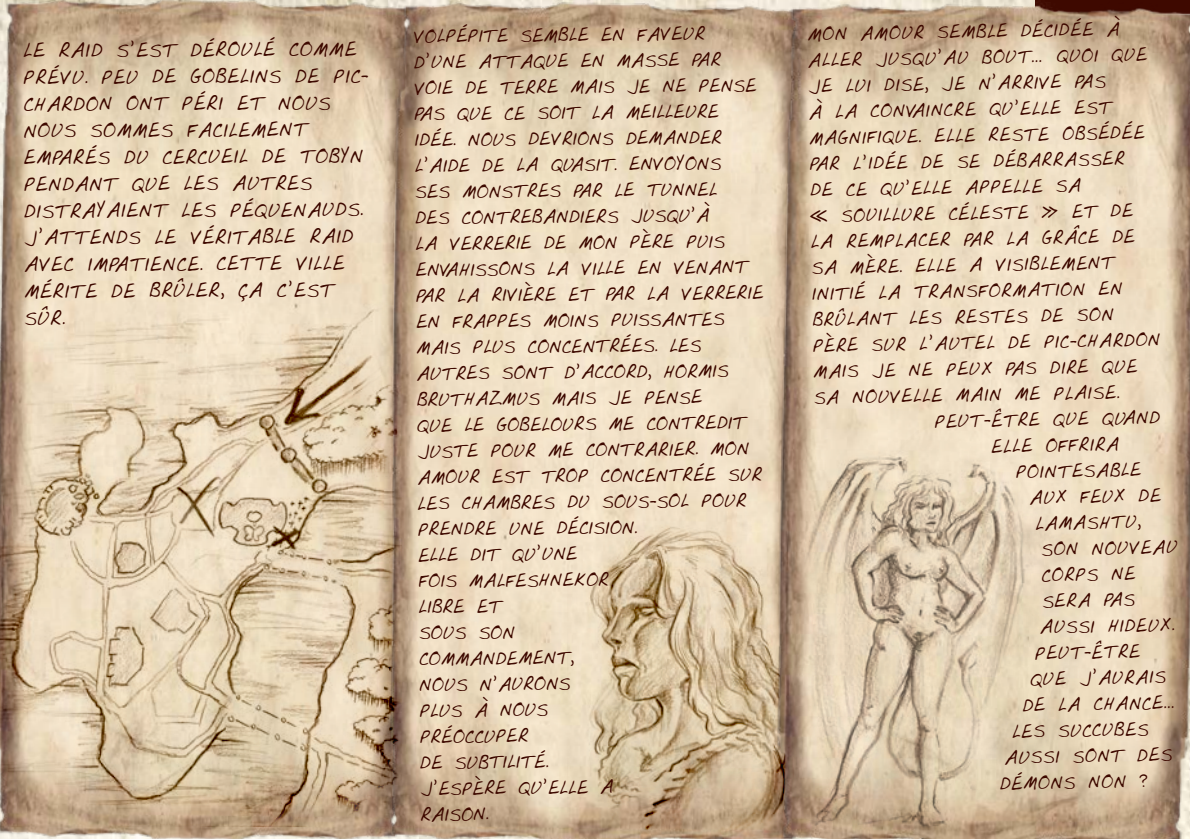 LE RAID S'EST DÉROULÉ COMME
PRÉVU. PEU DE GOBELINS DE PIC-
CHARDON ONT PÉRI ET NOUS
NOUS SOMMES FACILEMENT
EMPARÉS DU CERCUEIL DE TOBYN
PENDANT QUE LES AUTRES
DISTRAYAIENT LES PÉQUENAUDS.
J'ATTENDS LE VÉRITABLE RAID
AVEC IMPATIENCE. CETTE VILLE
MÉRITE DE BRÛLER, ÇA C'EST
SÛR.
VOLPÉPITE SEMBLE EN FAVEUR
D'UNE ATTAQUE EN MASSE PAR
VOIE DE TERRE MAIS JE NE PENSE
PAS QUE CE SOIT LA MEILLEURE
IDÉE. NOUS DEVRIONS DEMANDER
L'AIDE DE LA QUASIT. ENVOYONS
SES MONSTRES PAR LE TUNNEL
DES CONTREBANDIERS JUSQU'À
LA VERRERIE DE MON PÈRE PUIS
ENVAHISSONS LA VILLE EN VENANT
PAR LA RIVIÈRE ET PAR LA VERRERIE
EN FRAPPES MOINS PUISSANTES
MAIS PLUS CONCENTRÉES. LES
AUTRES SONT D'ACCORD, HORMIS
BRUTHAZMUS MAIS JE PENSE
QUE LE GOBELOURS ME CONTREDIT
JUSTE POUR ME CONTRARIER. MON
AMOUR EST TROP CONCENTRÉE SUR
LES CHAMBRES DU SOUS-SOL POUR
PRENDRE UNE DÉCISION.
ELLE DIT QU'UNE
FOIS MALFESHNEKOR
LIBRE ET
SOUS SON
COMMANDEMENT,
NOUS N'AURONS
PLUS À NOUS
PRÉOCCUPER
DE SUBTILITÉ.
J'ESPÈRE QU'ELLE A
RAISON.
MON AMOUR SEMBLE DÉCIDÉE À
ALLER JUSQU'AU BOUT... QUOI QUE
JE LUI DISE, JE N'ARRIVE PAS
À LA CONVAINCRE QU'ELLE EST
MAGNIFIQUE. ELLE RESTE OBSÉDÉE
PAR L'IDÉE DE SE DÉBARRASSER
DE CE QU'ELLE APPELLE SA
« SOUILLURE CÉLESTE » ET DE
LA REMPLACER PAR LA GRÂCE DE
SA MÈRE. ELLE A VISIBLEMENT
INITIÉ LA TRANSFORMATION EN
BRÛLANT LES RESTES DE SON
PÈRE SUR L'AUTEL DE PIC-CHARDON
MAIS JE NE PEUX PAS DIRE QUE
SA NOUVELLE MAIN ME PLAISE.
PEUT-ÊTRE QUE QUAND
ELLE OFFRIRA
POINTESABLE
AUX FEUX DE
LAMASHTU,
SON NOUVEAU
CORPS NE
SERA PAS
AUSSI HIDEUX.
PEUT-ÊTRE
QUE J'AURAIS
DE LA CHANCE...
LES SUCCUBES
AUSSI SONT DES
DÉMONS NON ?